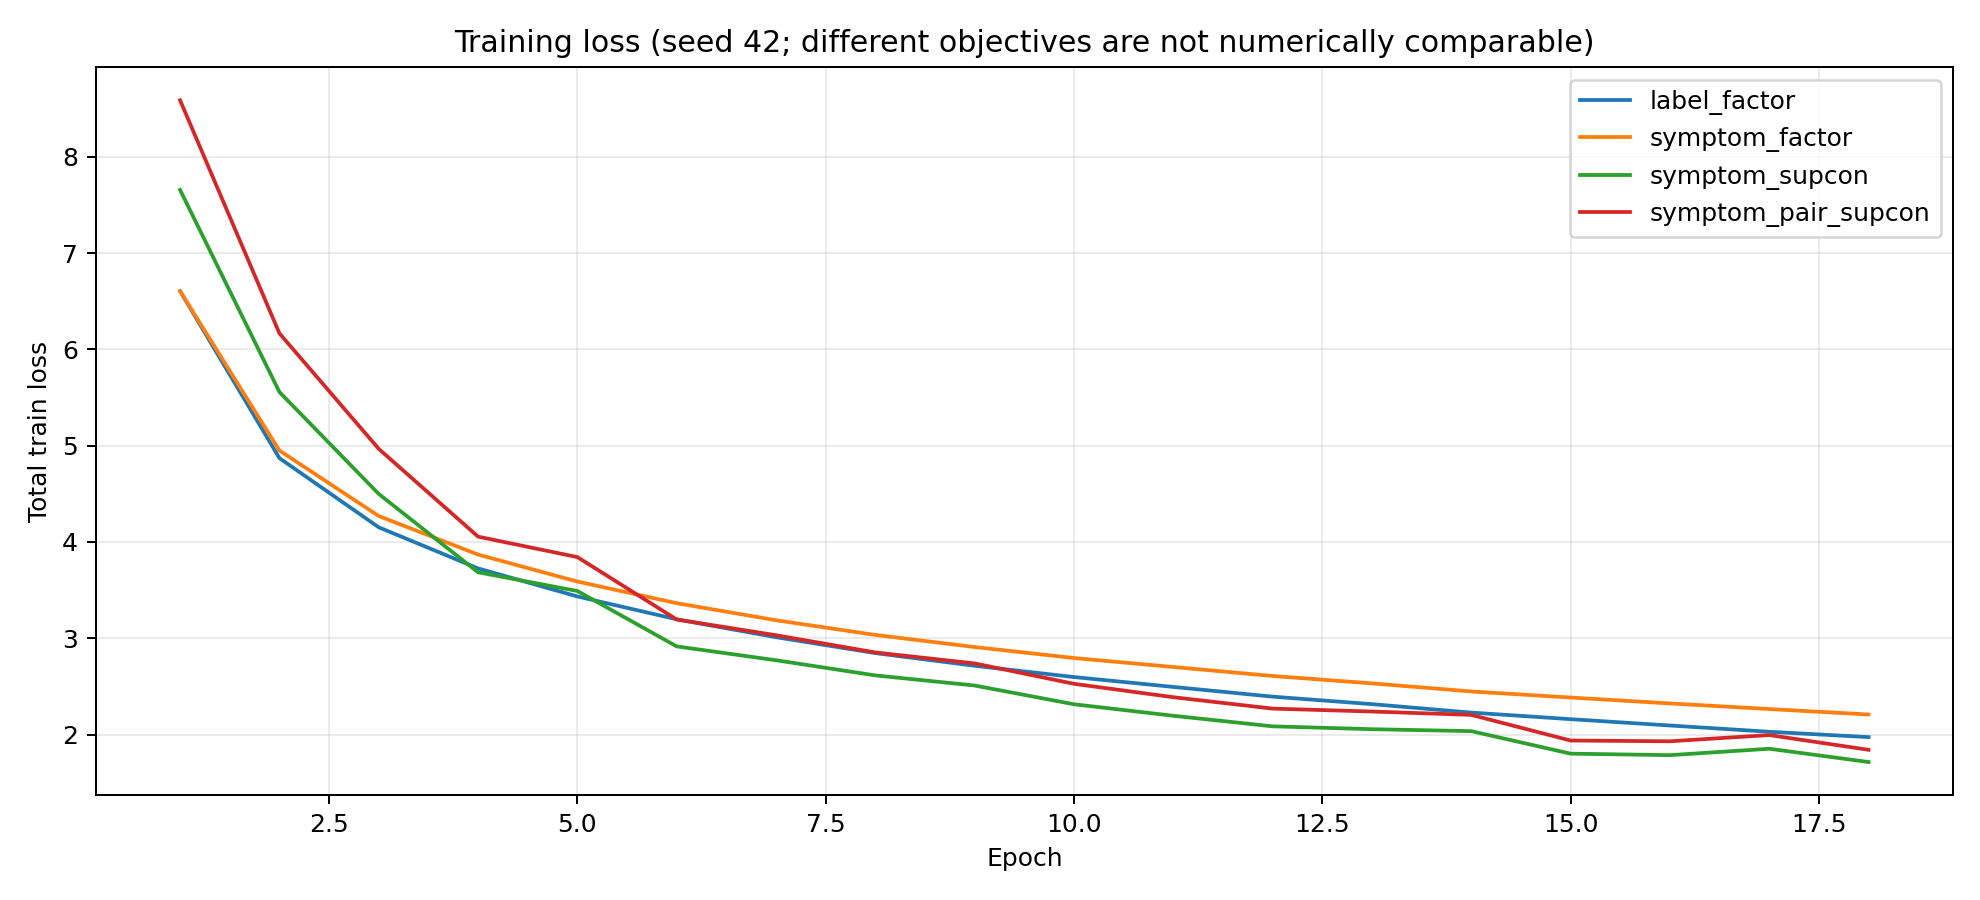 Training loss (seed 42; different objectives are not numerically comparable)
label_factor
symptom_factor
symptom_supcon
symptom_pair_supcon
Total train loss
8
7
6
5
4
3
2
2.5
5.0
7.5
10.0
12.5
15.0
17.5
Epoch